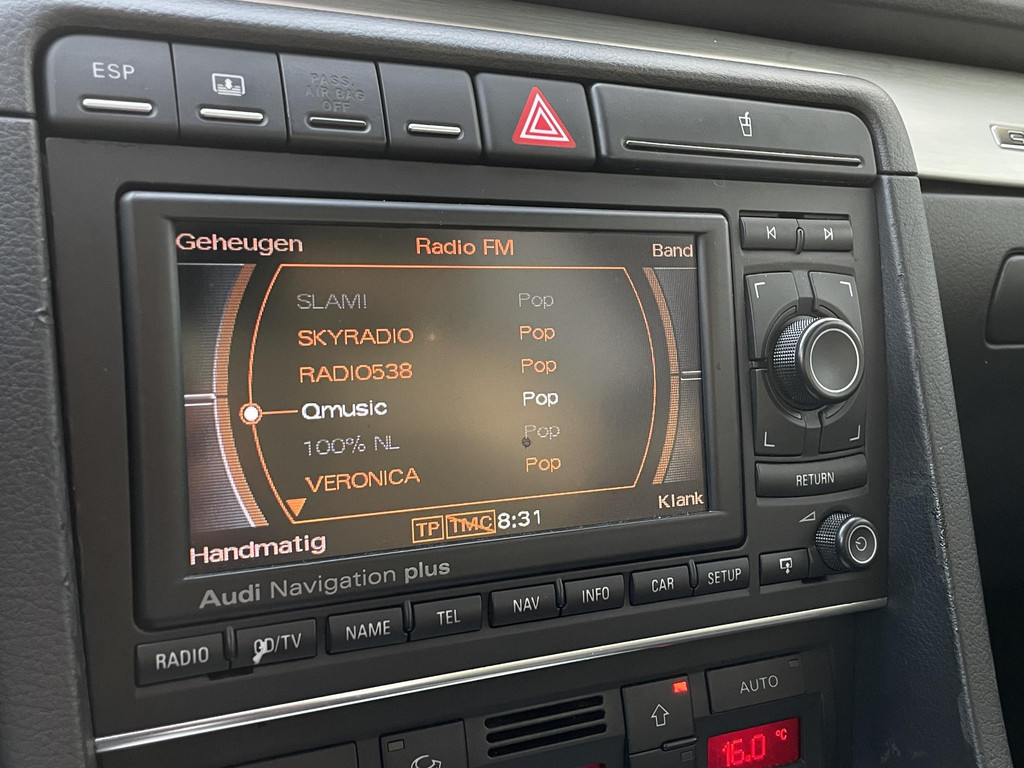 ESP
PASS.
AIR BAG
OFF
Geheugen Radio FM Band
SLAM! Pop
SKYRADIO Pop
RADIO538 Pop
Qmusic Pop
100% NL Pop
VERONICA Pop
Klank
TP TMC 8:31
Handmatig
Audi Navigation plus
RETURN
RADIO CD/TV NAME TEL NAV INFO CAR SETUP
AUTO
16.0 °C